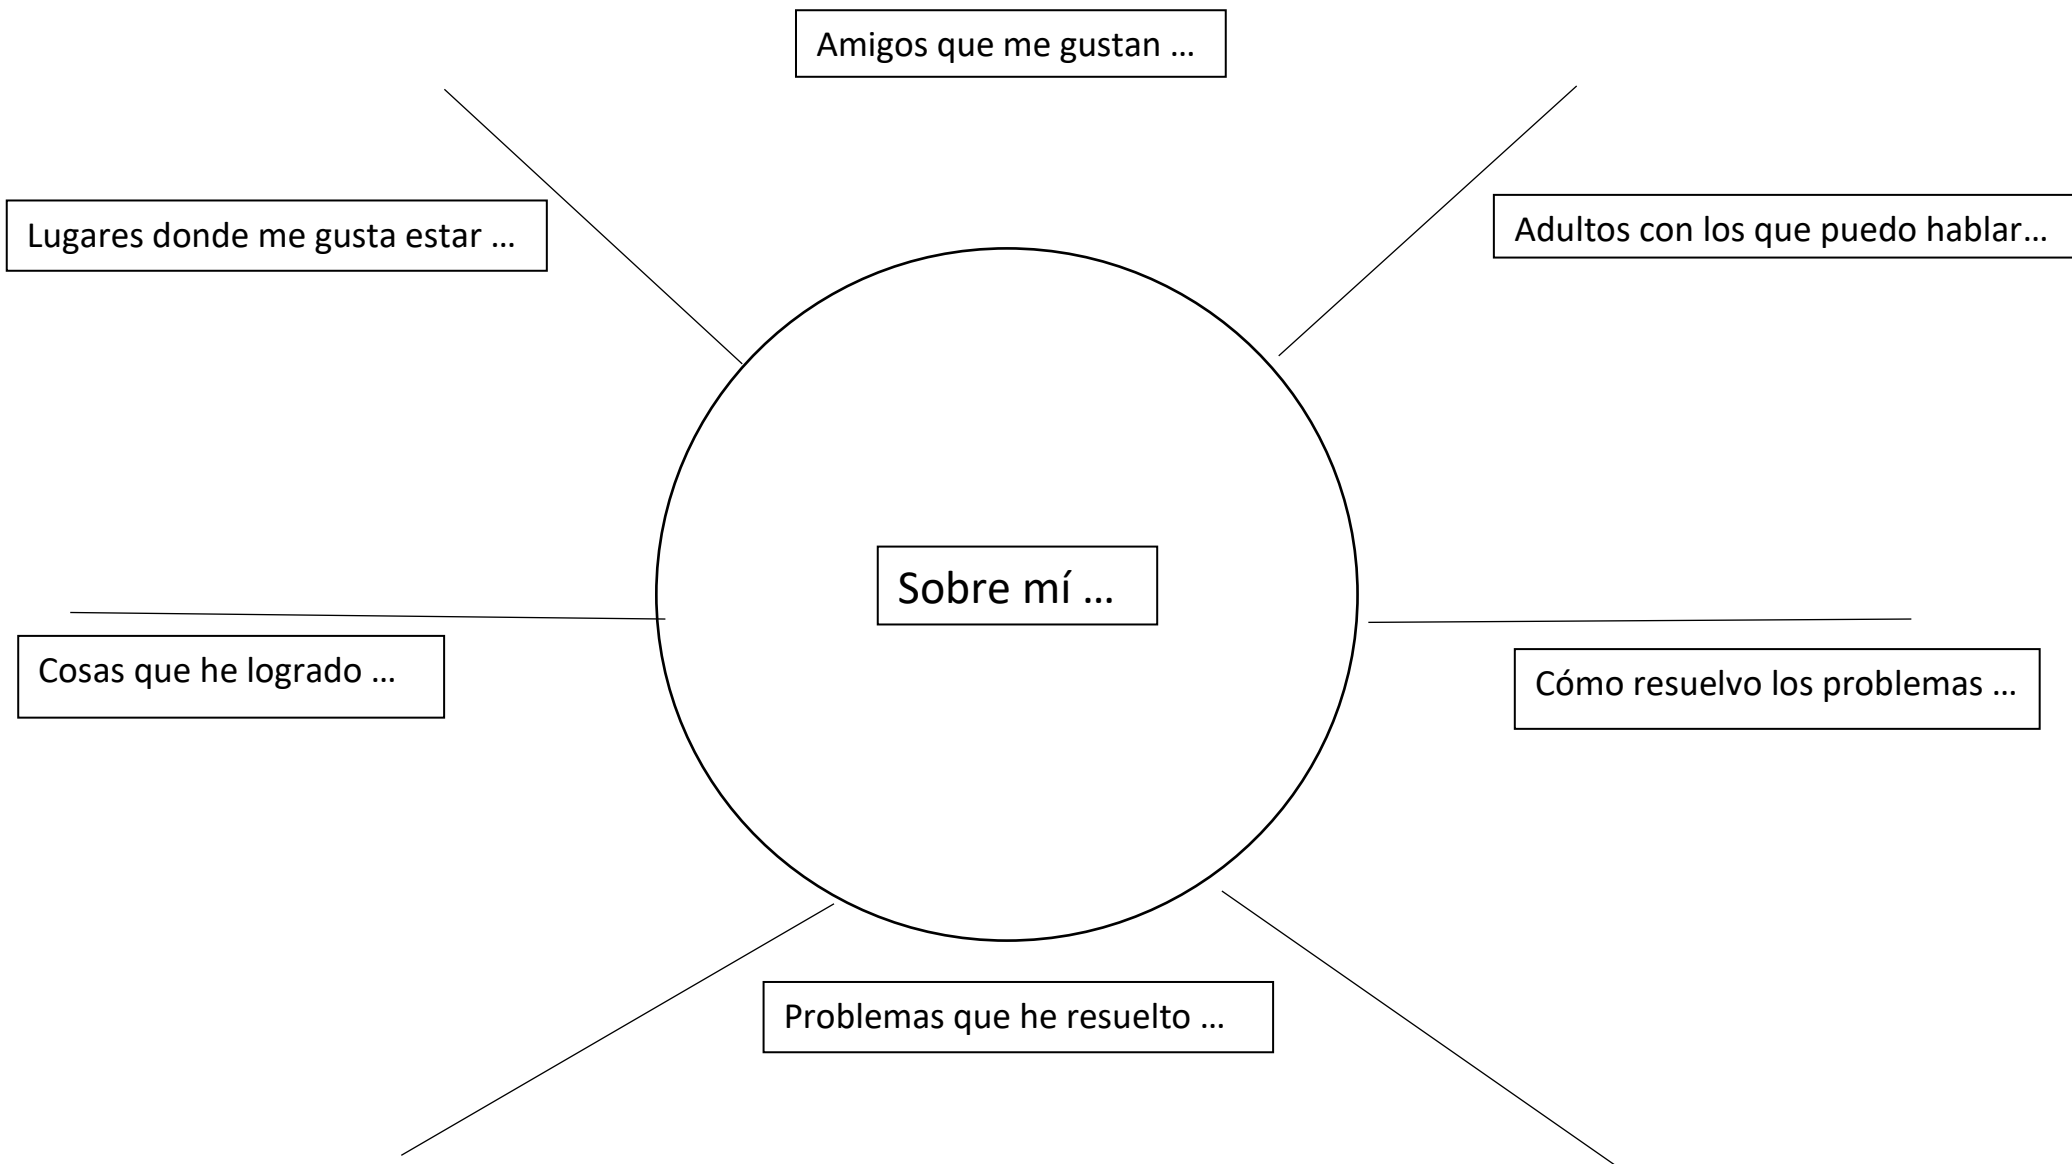 Amigos que me gustan ...
Lugares donde me gusta estar ...
Adultos con los que puedo hablar...
Sobre mí ...
Cosas que he logrado ...
Cómo resuelvo los problemas ...
Problemas que he resuelto ...